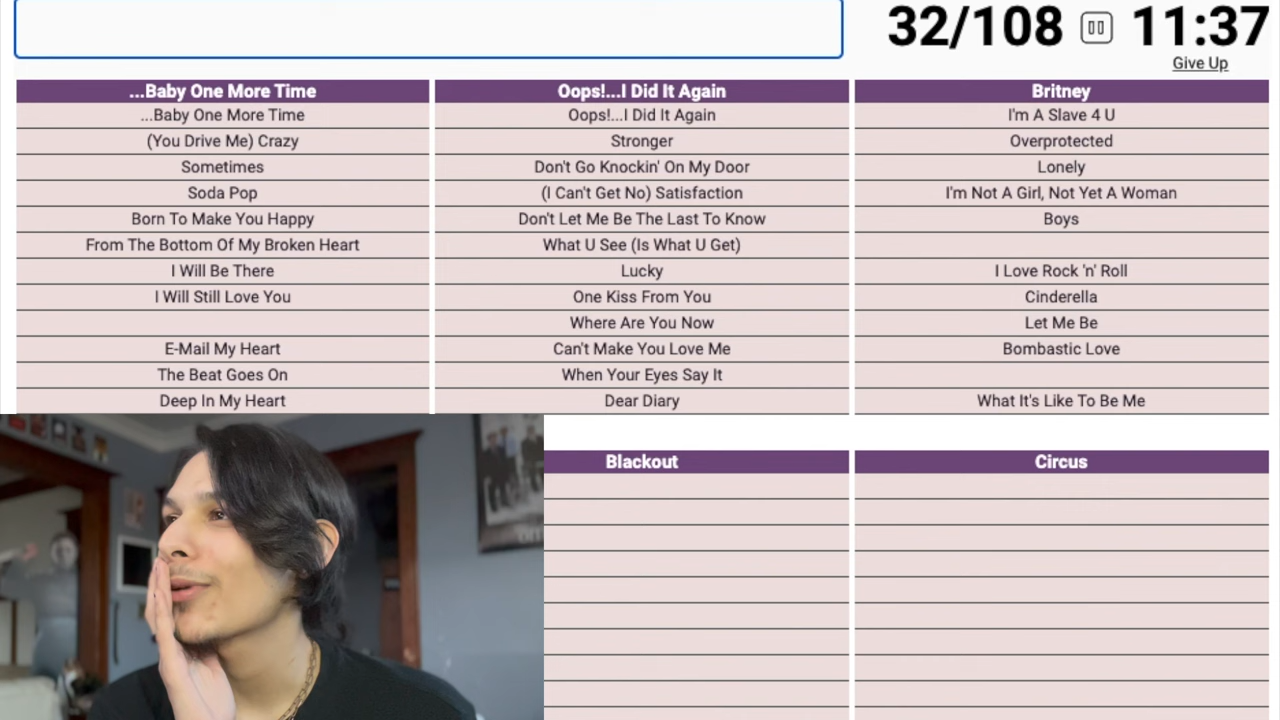 32/108 11:37
Give Up
...Baby One More Time
...Baby One More Time
(You Drive Me) Crazy
Sometimes
Soda Pop
Born To Make You Happy
From The Bottom Of My Broken Heart
I Will Be There
I Will Still Love You
E-Mail My Heart
The Beat Goes On
Deep In My Heart
Oops!...I Did It Again
Oops!...I Did It Again
Stronger
Don't Go Knockin' On My Door
(I Can't Get No) Satisfaction
Don't Let Me Be The Last To Know
What U See (Is What U Get)
Lucky
One Kiss From You
Where Are You Now
Can't Make You Love Me
When Your Eyes Say It
Dear Diary
Britney
I'm A Slave 4 U
Overprotected
Lonely
I'm Not A Girl, Not Yet A Woman
Boys
I Love Rock 'n' Roll
Cinderella
Let Me Be
Bombastic Love
What It's Like To Be Me
Blackout
Circus